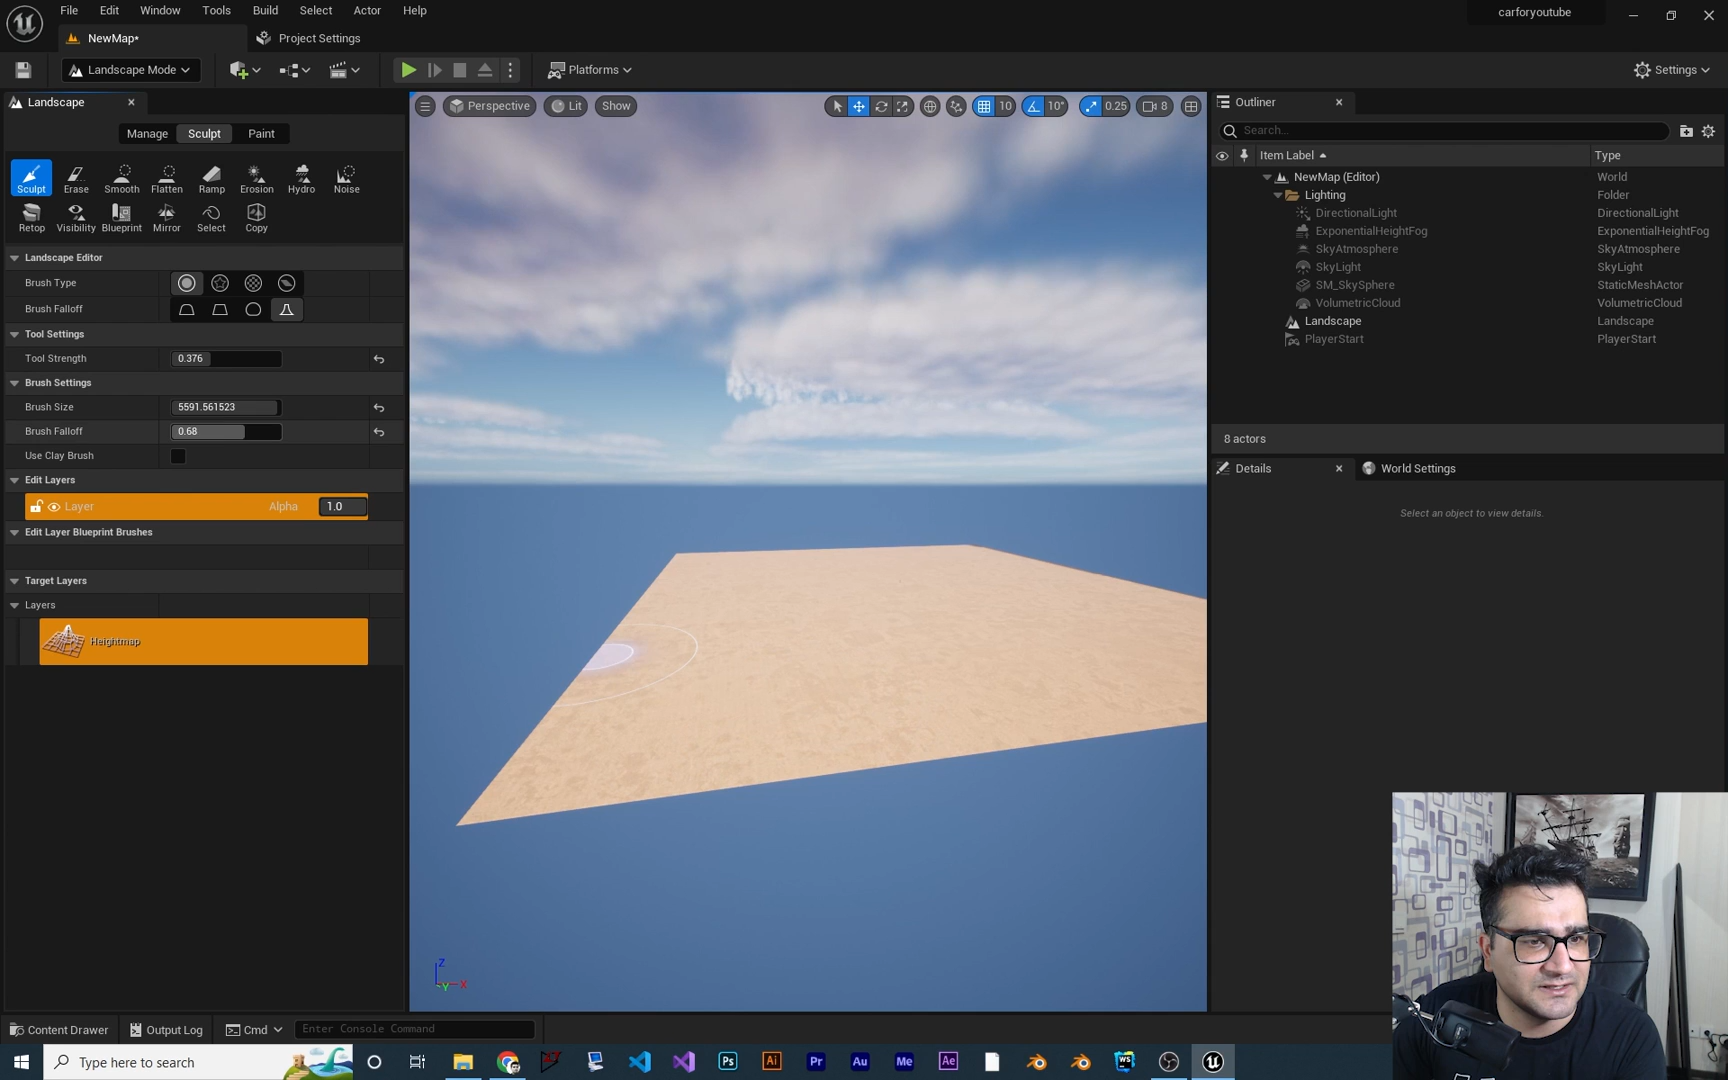 File Edit Window Tools Build Select Actor Help
carforyoutube
NewMap*
Project Settings
Landscape Mode
Platforms
Settings
Landscape
Manage Sculpt Paint
Sculpt Erase Smooth Flatten Ramp Erosion Hydro Noise
Retop Visibility Blueprint Mirror Select Copy
Landscape Editor
Brush Type
Brush Falloff
Tool Settings
Tool Strength 0.376
Brush Settings
Brush Size 5591.561523
Brush Falloff 0.68
Use Clay Brush
Edit Layers
Layer Alpha 1.0
Edit Layer Blueprint Brushes
Target Layers
Layers
Heightmap
Perspective Lit Show
10 10° 0.25 8
Z
Y X
Outliner
Search...
Item Label Type
NewMap (Editor) World
Lighting Folder
DirectionalLight DirectionalLight
ExponentialHeightFog ExponentialHeightFog
SkyAtmosphere SkyAtmosphere
SkyLight SkyLight
SM_SkySphere StaticMeshActor
VolumetricCloud VolumetricCloud
Landscape Landscape
PlayerStart PlayerStart
8 actors
Details
World Settings
Select an object to view details.
Content Drawer Output Log Cmd Enter Console Command
Type here to search
Ps Ai Pr Au Me Ae WS